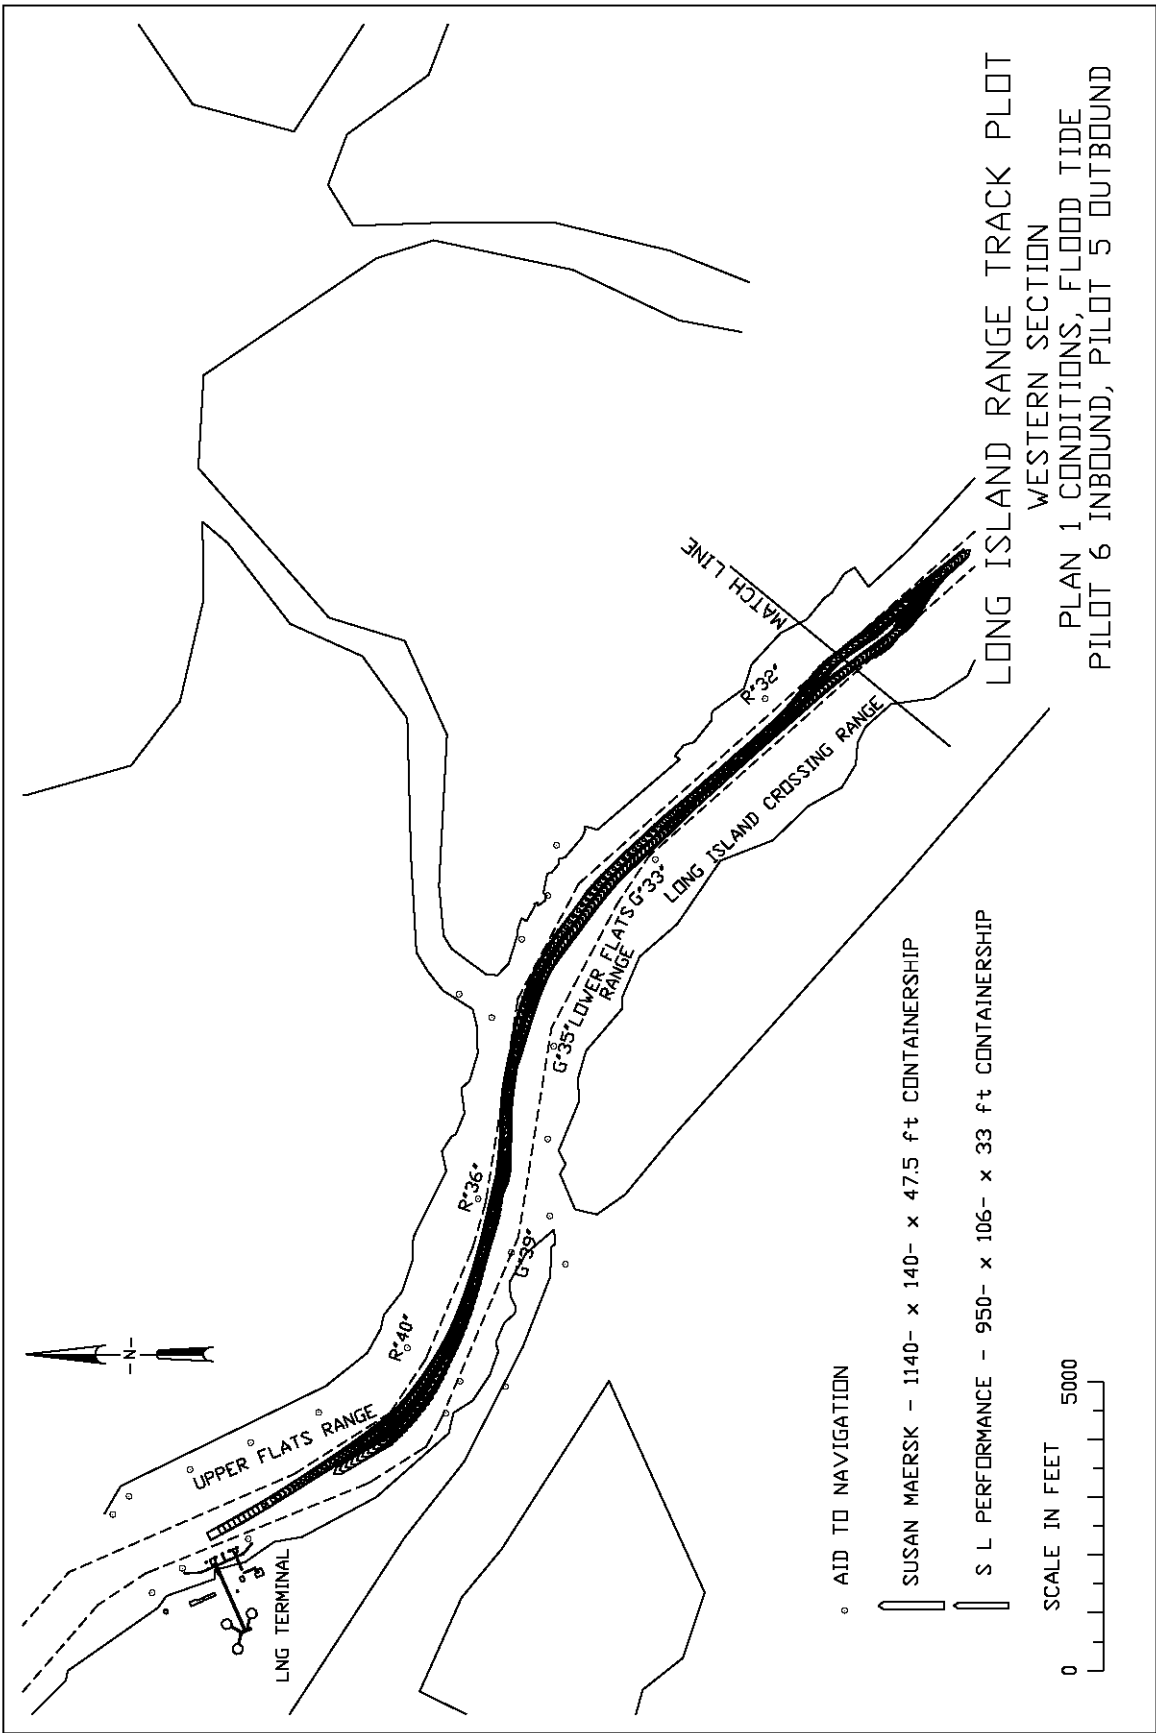 LONG ISLAND RANGE TRACK PLOT
WESTERN SECTION
PLAN 1 CONDITIONS, FLOOD TIDE
PILOT 6 INBOUND, PILOT 5 OUTBOUND
-N-
UPPER FLATS RANGE
R"40"
R"36"
G"39"
G"35"
LOWER FLATS
RANGE
G"33"
LONG ISLAND CROSSING RANGE
R"32"
MATCH LINE
LNG TERMINAL
AID TO NAVIGATION
SUSAN MAERSK - 1140- x 140- x 47.5 ft CONTAINERSHIP
S L PERFORMANCE - 950- x 106- x 33 ft CONTAINERSHIP
SCALE IN FEET
0 5000